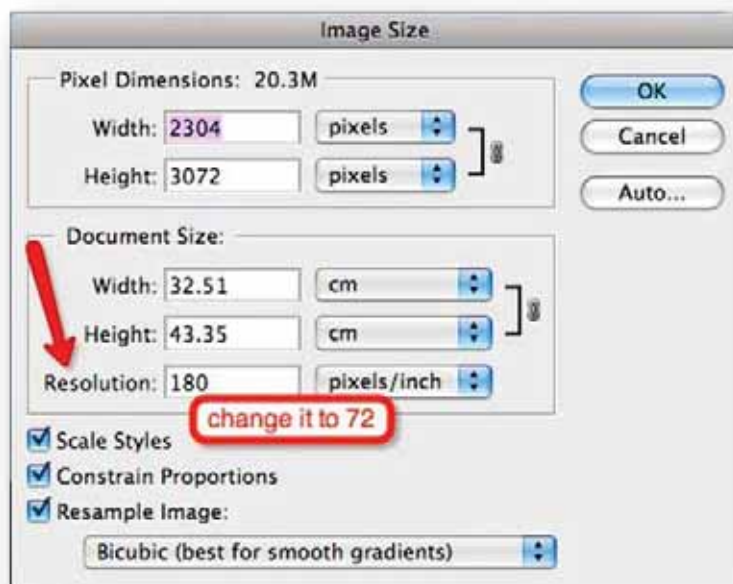 Image Size
Pixel Dimensions: 20.3M
Width: 2304 pixels
Height: 3072 pixels
OK
Cancel
Auto...
Document Size:
Width: 32.51 cm
Height: 43.35 cm
Resolution: 180 pixels/inch
change it to 72
Scale Styles
Constrain Proportions
Resample Image:
Bicubic (best for smooth gradients)